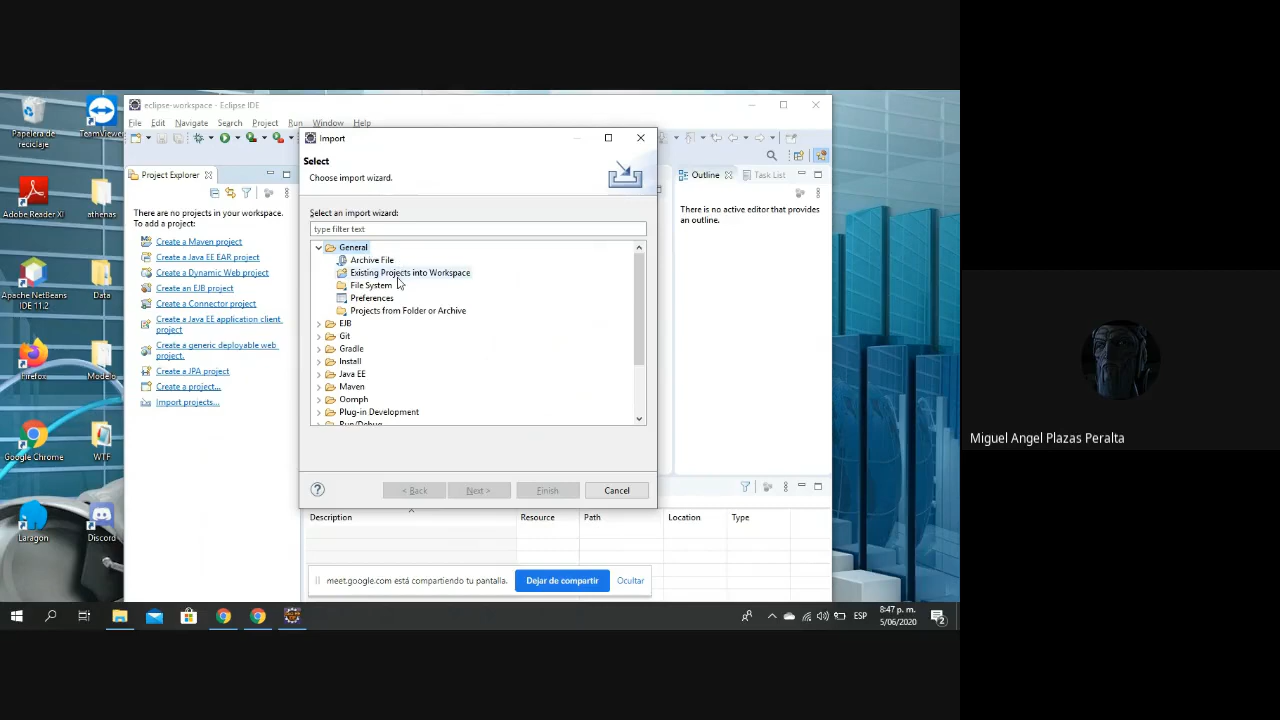 Papelera de
reciclaje
TeamViewer
Adobe Reader XI
athenas
Apache NetBeans
IDE 11.2
Data
Firefox
Modelo
Google Chrome
WTF
Laragon
Discord
eclipse-workspace - Eclipse IDE
File Edit Navigate Search Project Run Window Help
Project Explorer
There are no projects in your workspace.
To add a project:
Create a Maven project
Create a Java EE EAR project
Create a Dynamic Web project
Create an EJB project
Create a Connector project
Create a Java EE application client
project
Create a generic deployable web
project.
Create a JPA project
Create a project...
Import projects...
Import
Select
Choose import wizard.
Select an import wizard:
type filter text
General
Archive File
Existing Projects into Workspace
File System
Preferences
Projects from Folder or Archive
EJB
Git
Gradle
Install
Java EE
Maven
Oomph
Plug-in Development
Run/Debug
?
< Back
Next >
Finish
Cancel
Outline
Task List
There is no active editor that provides
an outline.
Description Resource Path Location Type
meet.google.com está compartiendo tu pantalla.
Dejar de compartir
Ocultar
ESP
8:47 p. m.
5/06/2020
2
Miguel Angel Plazas Peralta